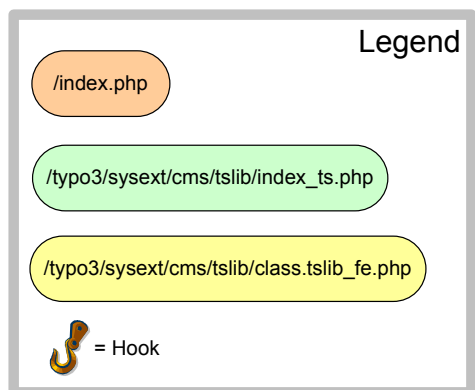 Legend
/index.php
/typo3/sysext/cms/tslib/index_ts.php
/typo3/sysext/cms/tslib/class.tslib_fe.php
= Hook